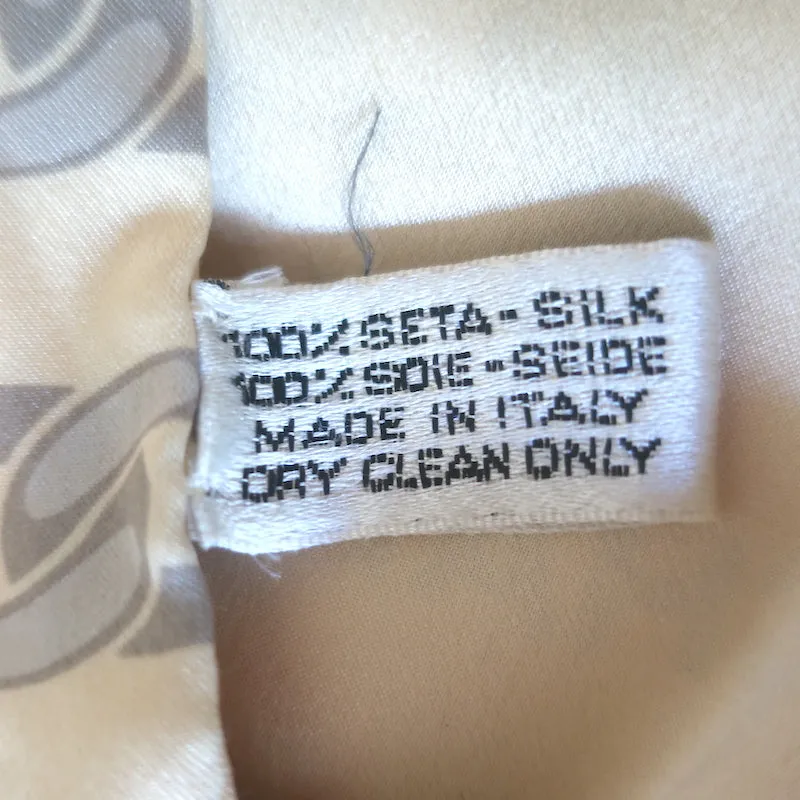 100% SETA - SILK
100% SOIE - SEIDE
MADE IN ITALY
DRY CLEAN ONLY